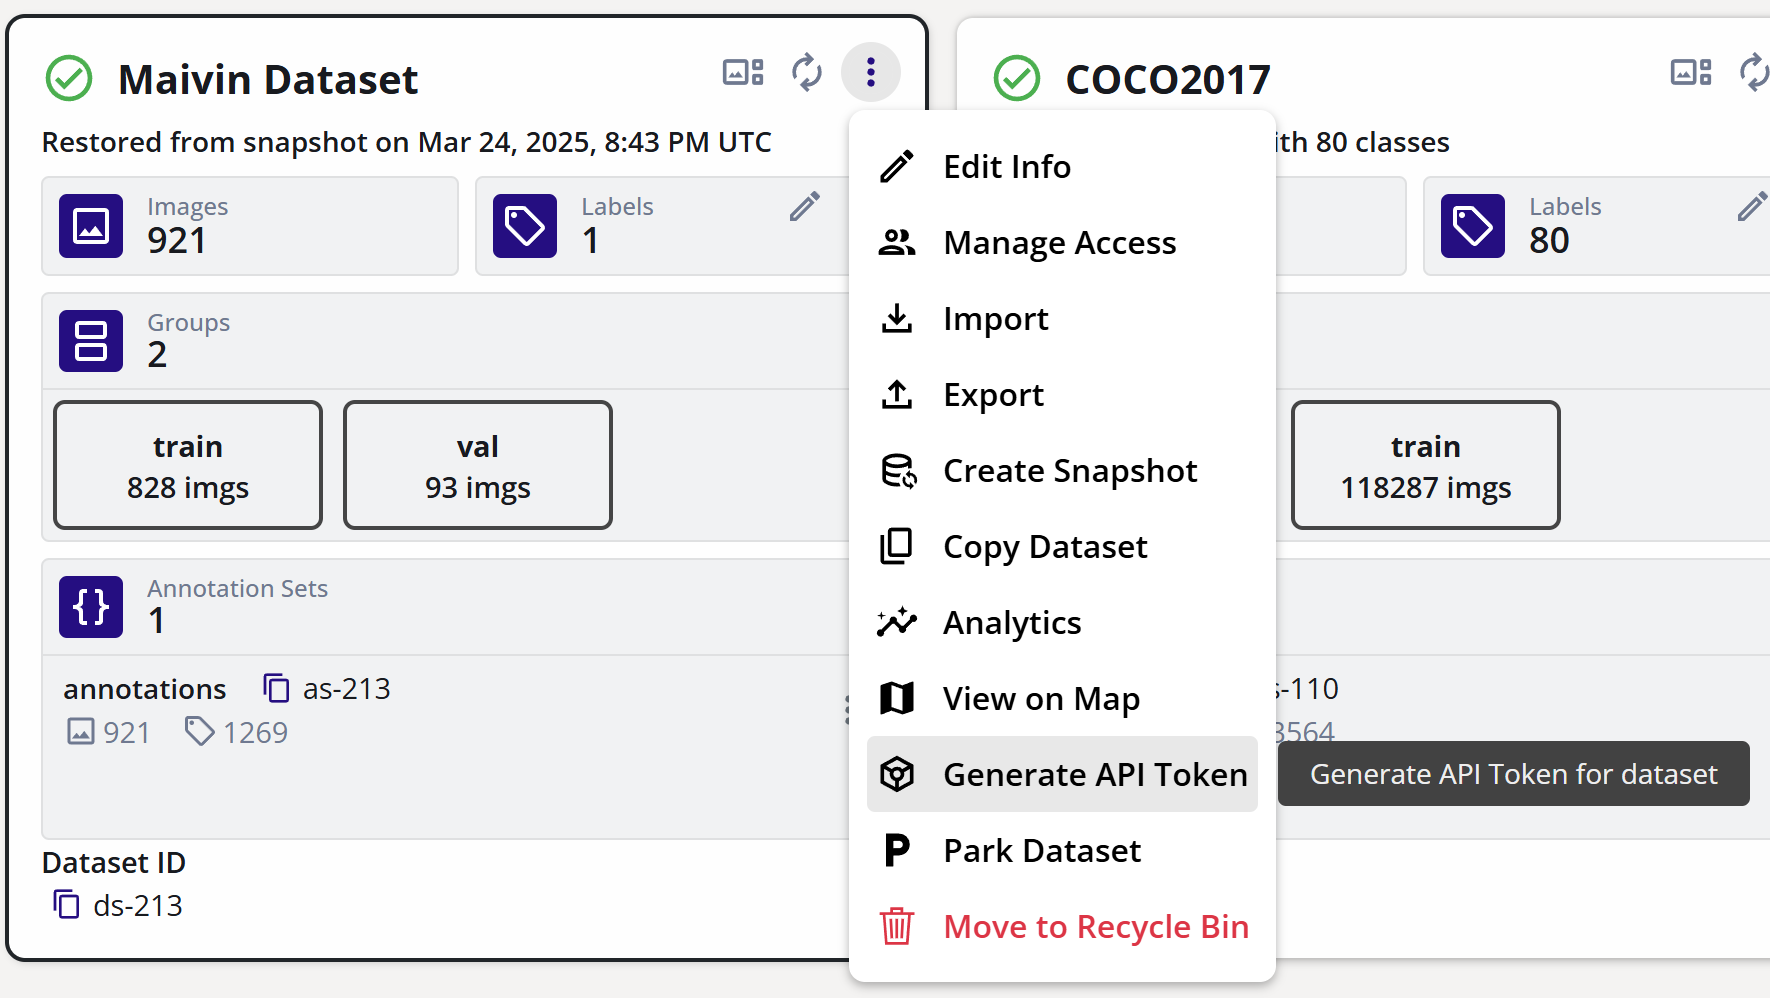 Maivin Dataset
Restored from snapshot on Mar 24, 2025, 8:43 PM UTC
Images
921
Labels
1
Groups
2
train
828 imgs
val
93 imgs
Annotation Sets
1
annotations as-213
921 1269
Dataset ID
ds-213
Edit Info
Manage Access
Import
Export
Create Snapshot
Copy Dataset
Analytics
View on Map
Generate API Token
Park Dataset
Move to Recycle Bin
Generate API Token for dataset
COCO2017
80 classes
Labels
80
train
118287 imgs
-110